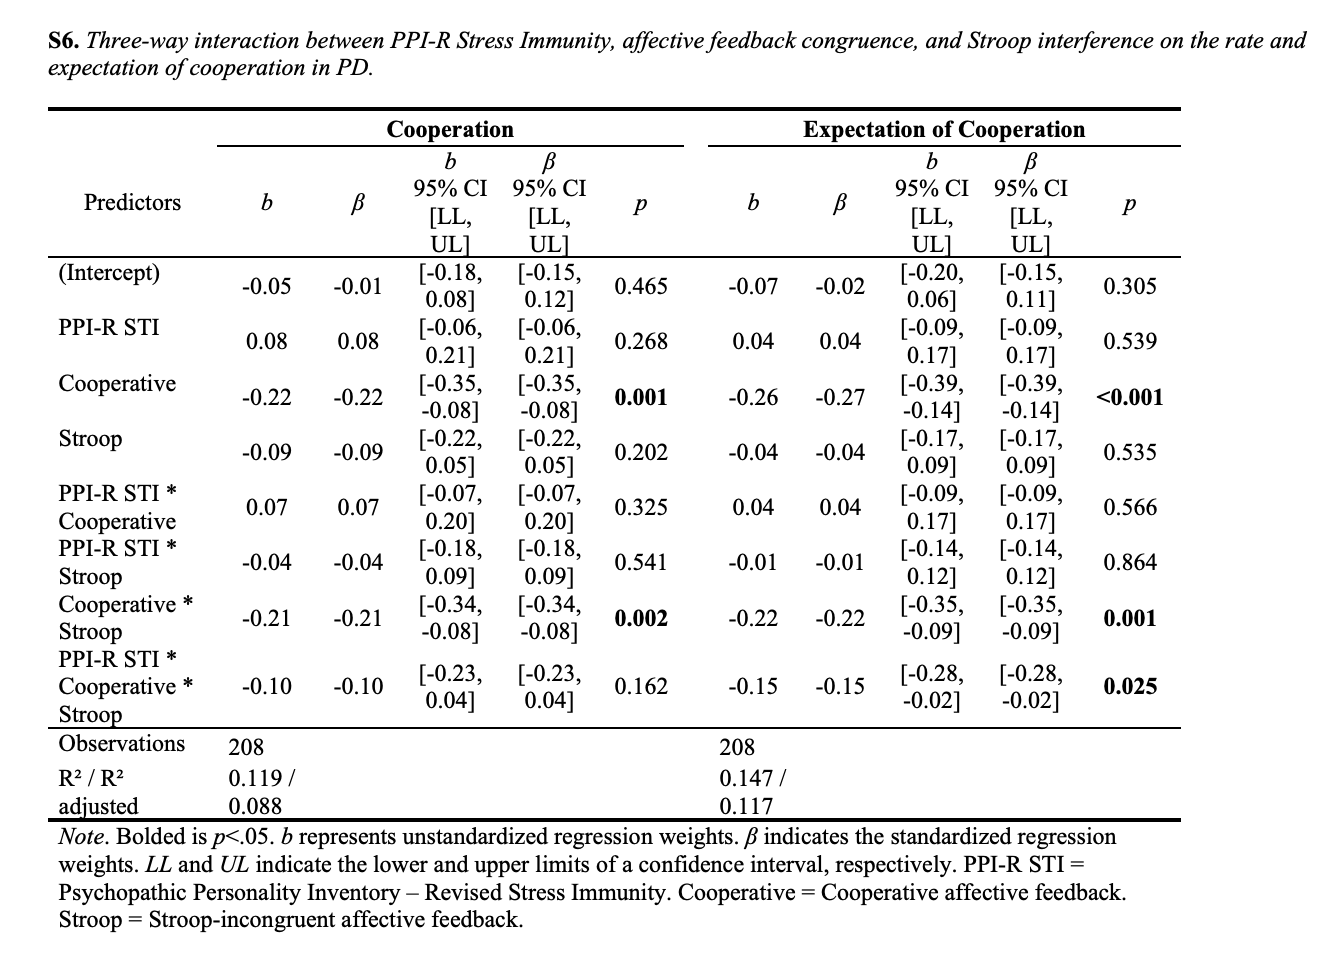 S6. Three-way interaction between PPI-R Stress Immunity, affective feedback congruence, and Stroop interference on the rate and
expectation of cooperation in PD.
Cooperation Expectation of Cooperation
Predictors b β b 95% CI [LL, UL] β 95% CI [LL, UL] p b β b 95% CI [LL, UL] β 95% CI [LL, UL] p
(Intercept) -0.05 -0.01 [-0.18, 0.08] [-0.15, 0.12] 0.465 -0.07 -0.02 [-0.20, 0.06] [-0.15, 0.11] 0.305
PPI-R STI 0.08 0.08 [-0.06, 0.21] [-0.06, 0.21] 0.268 0.04 0.04 [-0.09, 0.17] [-0.09, 0.17] 0.539
Cooperative -0.22 -0.22 [-0.35, -0.08] [-0.35, -0.08] 0.001 -0.26 -0.27 [-0.39, -0.14] [-0.39, -0.14] <0.001
Stroop -0.09 -0.09 [-0.22, 0.05] [-0.22, 0.05] 0.202 -0.04 -0.04 [-0.17, 0.09] [-0.17, 0.09] 0.535
PPI-R STI * Cooperative 0.07 0.07 [-0.07, 0.20] [-0.07, 0.20] 0.325 0.04 0.04 [-0.09, 0.17] [-0.09, 0.17] 0.566
PPI-R STI * Stroop -0.04 -0.04 [-0.18, 0.09] [-0.18, 0.09] 0.541 -0.01 -0.01 [-0.14, 0.12] [-0.14, 0.12] 0.864
Cooperative * Stroop -0.21 -0.21 [-0.34, -0.08] [-0.34, -0.08] 0.002 -0.22 -0.22 [-0.35, -0.09] [-0.35, -0.09] 0.001
PPI-R STI * Cooperative * Stroop -0.10 -0.10 [-0.23, 0.04] [-0.23, 0.04] 0.162 -0.15 -0.15 [-0.28, -0.02] [-0.28, -0.02] 0.025
Observations 208 208
R² / R² adjusted 0.119 / 0.088 0.147 / 0.117
Note. Bolded is p<.05. b represents unstandardized regression weights. β indicates the standardized regression
weights. LL and UL indicate the lower and upper limits of a confidence interval, respectively. PPI-R STI =
Psychopathic Personality Inventory – Revised Stress Immunity. Cooperative = Cooperative affective feedback.
Stroop = Stroop-incongruent affective feedback.